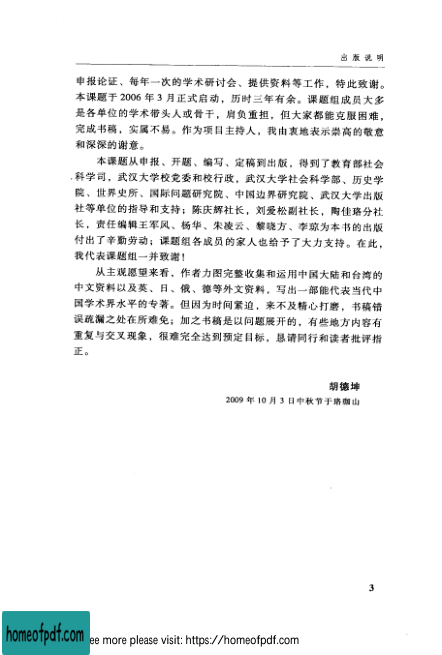 出 版 说 明
申报论证、每年一次的学术研讨会、提供资料等工作，特此致谢。
本课题于 2006 年 3 月正式启动，历时三年有余。课题组成员大多
是各单位的学术带头人或骨干，肩负重担，但大家都能克服困难，
完成书稿，实属不易。作为项目主持人，我由衷地表示崇高的敬意
和深深的谢意。
本课题从申报、开题、编写、定稿到出版，得到了教育部社会
科学司，武汉大学校党委和校行政，武汉大学社会科学部、历史学
院、世界史所、国际问题研究院、中国边界研究院、武汉大学出版
社等单位的指导和支持；陈庆辉社长，刘爱松副社长，陶佳珞分社
长，责任编辑王军风、杨华、朱凌云、黎晓方、李琼为本书的出版
付出了辛勤劳动；课题组各成员的家人也给予了大力支持。在此，
我代表课题组一并致谢！
从主观愿望来看，作者力图完整收集和运用中国大陆和台湾的
中文资料以及英、日、俄、德等外文资料，写出一部能代表当代中
国学术界水平的专著。但因为时间紧迫，来不及精心打磨，书稿错
误疏漏之处在所难免；加之书稿是以问题展开的，有些地方内容有
重复与交叉现象，很难完全达到预定目标，恳请同行和读者批评指
正。
胡德坤
2009 年 10 月 3 日中秋节于珞珈山
3
homeofpdf.com
ee more please visit: https://homeofpdf.com